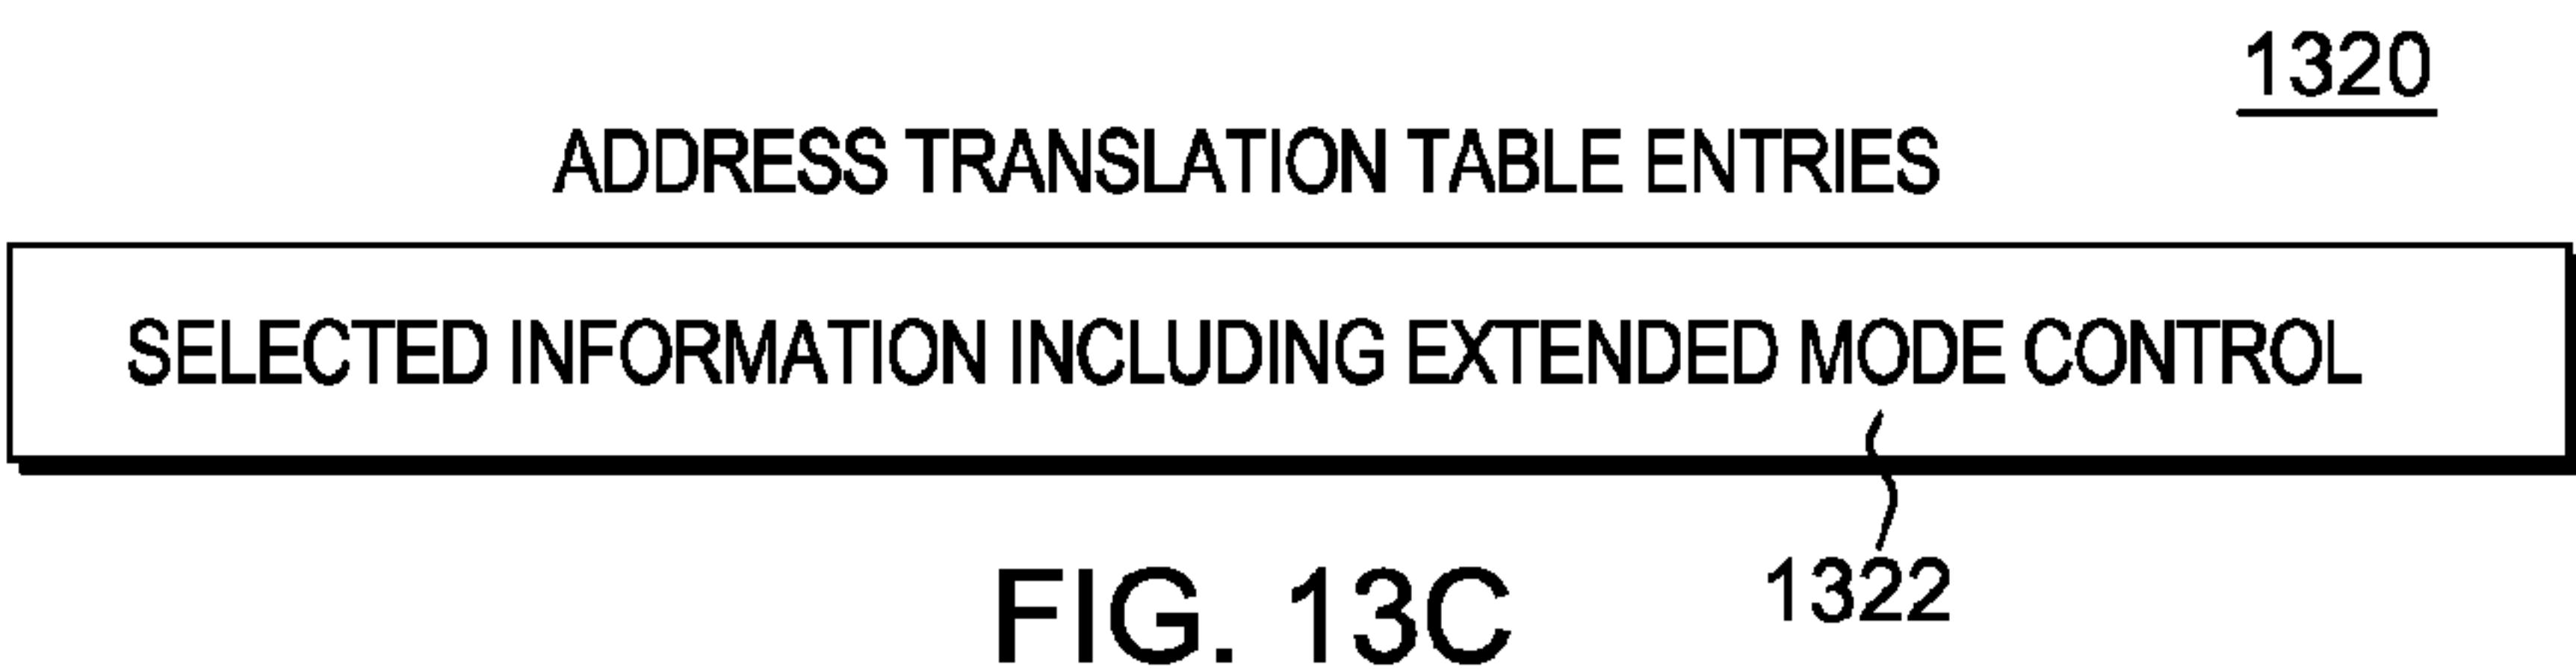 1320
ADDRESS TRANSLATION TABLE ENTRIES
SELECTED INFORMATION INCLUDING EXTENDED MODE CONTROL
1322
FIG. 13C